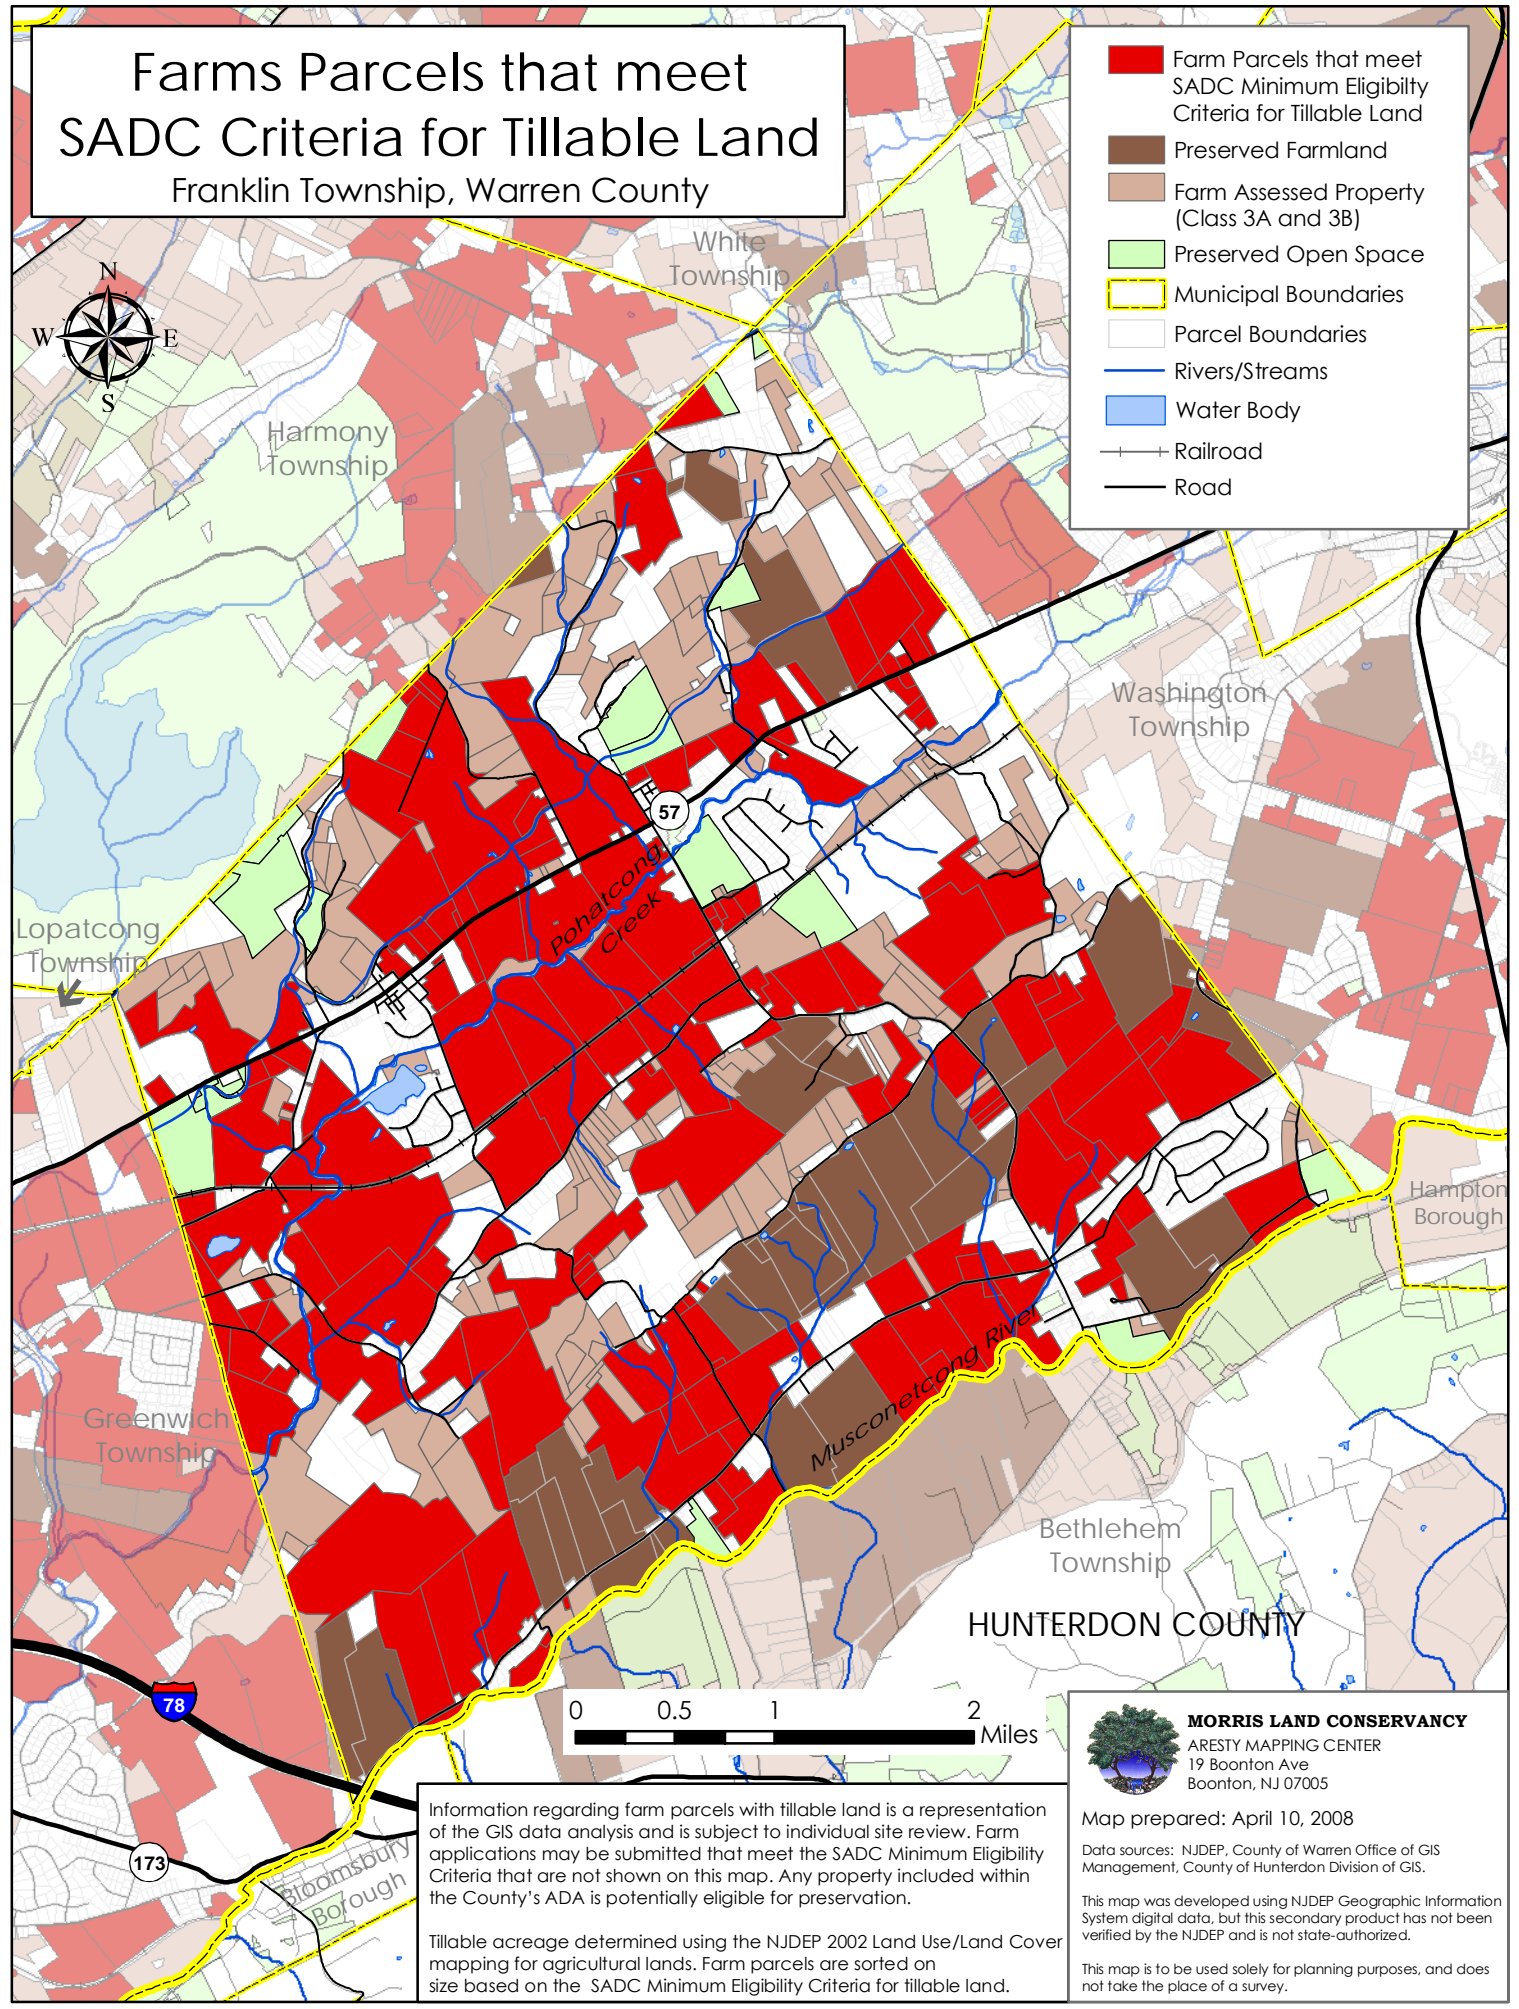 Farms Parcels that meet
SADC Criteria for Tillable Land
Franklin Township, Warren County
Farm Parcels that meet
SADC Minimum Eligibilty
Criteria for Tillable Land
Preserved Farmland
Farm Assessed Property
(Class 3A and 3B)
Preserved Open Space
Municipal Boundaries
Parcel Boundaries
Rivers/Streams
Water Body
Railroad
Road
N
W
E
S
White
Township
Harmony
Township
Washington
Township
57
Pohatcong
Creek
Lopatcong
Township
Hampton
Borough
Greenwich
Township
Musconetcong River
Bethlehem
Township
HUNTERDON COUNTY
78
173
Bloomsbury
Borough
0 0.5 1 2
Miles
Information regarding farm parcels with tillable land is a representation
of the GIS data analysis and is subject to individual site review. Farm
applications may be submitted that meet the SADC Minimum Eligibility
Criteria that are not shown on this map. Any property included within
the County's ADA is potentially eligible for preservation.
Tillable acreage determined using the NJDEP 2002 Land Use/Land Cover
mapping for agricultural lands. Farm parcels are sorted on
size based on the SADC Minimum Eligibility Criteria for tillable land.
MORRIS LAND CONSERVANCY
ARESTY MAPPING CENTER
19 Boonton Ave
Boonton, NJ 07005
Map prepared: April 10, 2008
Data sources: NJDEP, County of Warren Office of GIS
Management, County of Hunterdon Division of GIS.
This map was developed using NJDEP Geographic Information
System digital data, but this secondary product has not been
verified by the NJDEP and is not state-authorized.
This map is to be used solely for planning purposes, and does
not take the place of a survey.